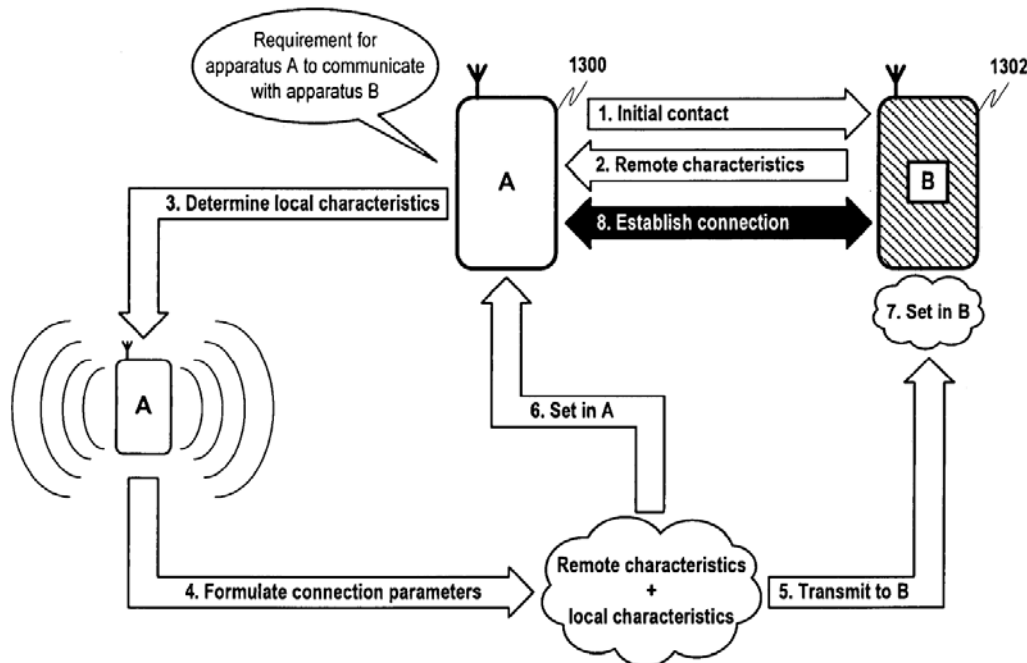 Requirement for
apparatus A to communicate
with apparatus B
1300
1302
1. Initial contact
2. Remote characteristics
A
B
3. Determine local characteristics
8. Establish connection
7. Set in B
A
6. Set in A
Remote characteristics
+
local characteristics
4. Formulate connection parameters
5. Transmit to B